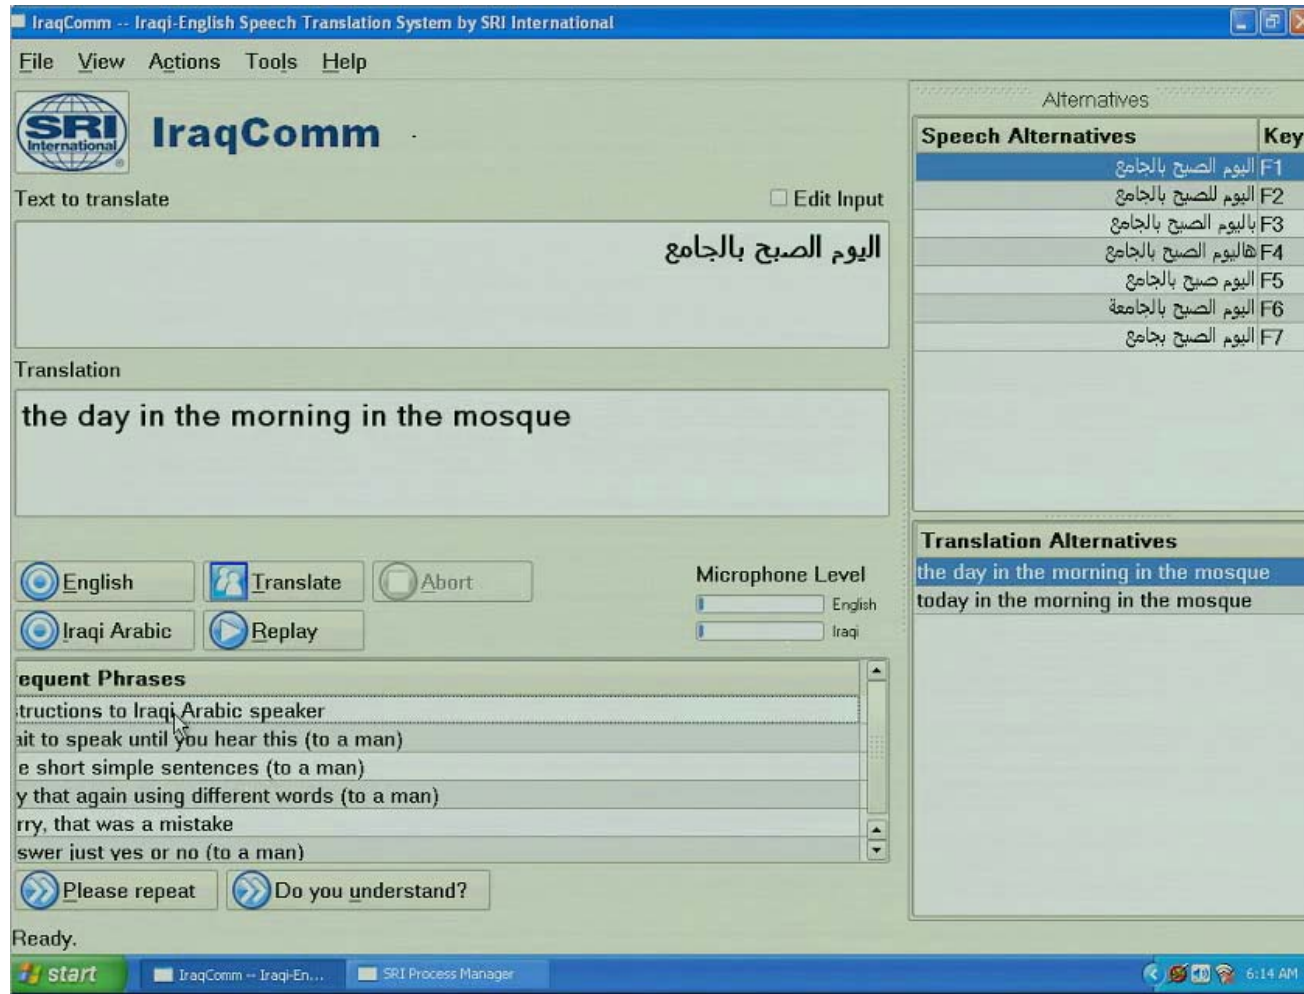 IraqComm -- Iraqi-English Speech Translation System by SRI International
File View Actions Tools Help
SRI
International
IraqComm
Text to translate
Edit Input
اليوم الصبح بالجامع
Translation
the day in the morning in the mosque
English
Translate
Abort
Iraqi Arabic
Replay
Microphone Level
English
Iraqi
equent Phrases
structions to Iraqi Arabic speaker
ait to speak until you hear this (to a man)
e short simple sentences (to a man)
y that again using different words (to a man)
rry, that was a mistake
swer just yes or no (to a man)
Please repeat
Do you understand?
Ready.
Alternatives
Speech Alternatives Key
اليوم الصبح بالجامع F1
اليوم للصبح بالجامع F2
باليوم الصبح بالجامع F3
هاليوم الصبح بالجامع F4
اليوم صبح بالجامع F5
اليوم الصبح بالجامعة F6
اليوم الصبح بجامع F7
Translation Alternatives
the day in the morning in the mosque
today in the morning in the mosque
start
IraqComm -- Iraqi-En...
SRI Process Manager
6:14 AM